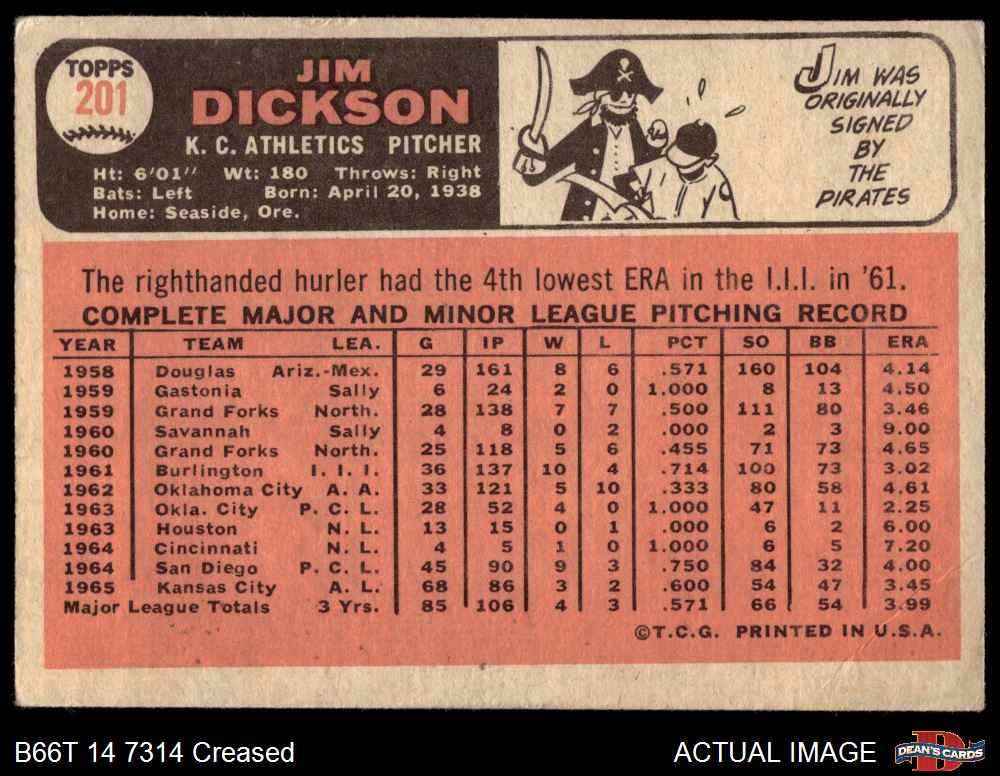 TOPPS
201
JIM
DICKSON
K. C. ATHLETICS PITCHER
Ht: 6'01" Wt: 180 Throws: Right
Bats: Left Born: April 20, 1938
Home: Seaside, Ore.
JIM WAS
ORIGINALLY
SIGNED
BY
THE
PIRATES
The righthanded hurler had the 4th lowest ERA in the I.I.I. in '61.
COMPLETE MAJOR AND MINOR LEAGUE PITCHING RECORD
YEAR TEAM LEA. G IP W L PCT SO BB ERA
1958 Douglas Ariz.-Mex. 29 161 8 6 .571 160 104 4.14
1959 Gastonia Sally 6 24 2 0 1.000 8 13 4.50
1959 Grand Forks North. 28 138 7 7 .500 111 80 3.46
1960 Savannah Sally 4 8 0 2 .000 2 3 9.00
1960 Grand Forks North. 25 118 5 6 .455 71 73 4.65
1961 Burlington I. I. I. 36 137 10 4 .714 100 73 3.02
1962 Oklahoma City A. A. 33 121 5 10 .333 80 58 4.61
1963 Okla. City P. C. L. 28 52 4 0 1.000 47 11 2.25
1963 Houston N. L. 13 15 0 1 .000 6 2 6.00
1964 Cincinnati N. L. 4 5 1 0 1.000 6 5 7.20
1964 San Diego P. C. L. 45 90 9 3 .750 84 32 4.00
1965 Kansas City A. L. 68 86 3 2 .600 54 47 3.45
Major League Totals 3 Yrs. 85 106 4 3 .571 66 54 3.99
©T.C.G. PRINTED IN U.S.A.
B66T 14 7314 Creased
ACTUAL IMAGE
DEAN'S CARDS